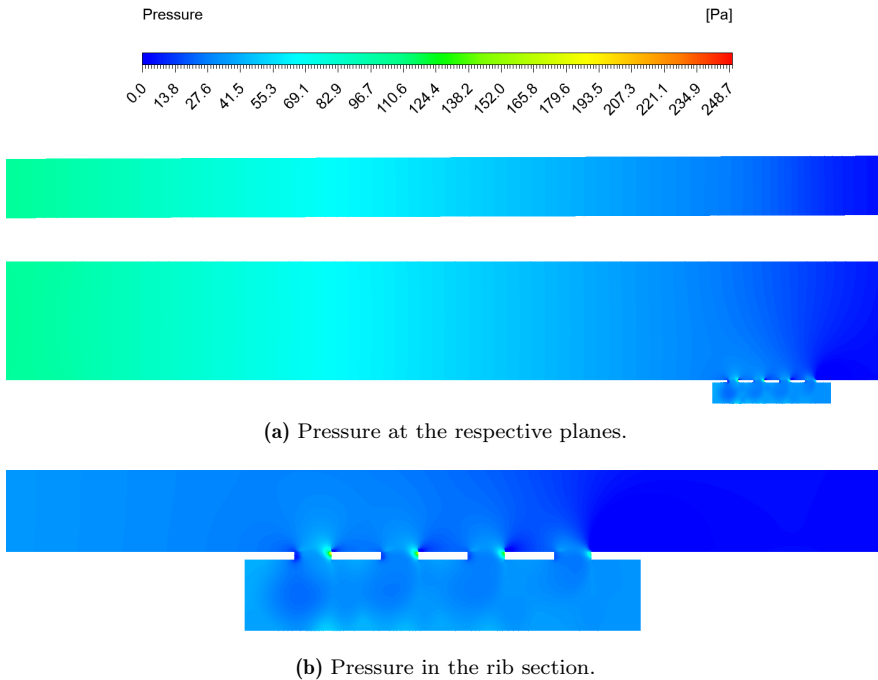 Pressure [Pa]
0.0 13.8 27.6 41.5 55.3 69.1 82.9 96.7 110.6 124.4 138.2 152.0 165.8 179.6 193.5 207.3 221.1 234.9 248.7
(a) Pressure at the respective planes.
(b) Pressure in the rib section.